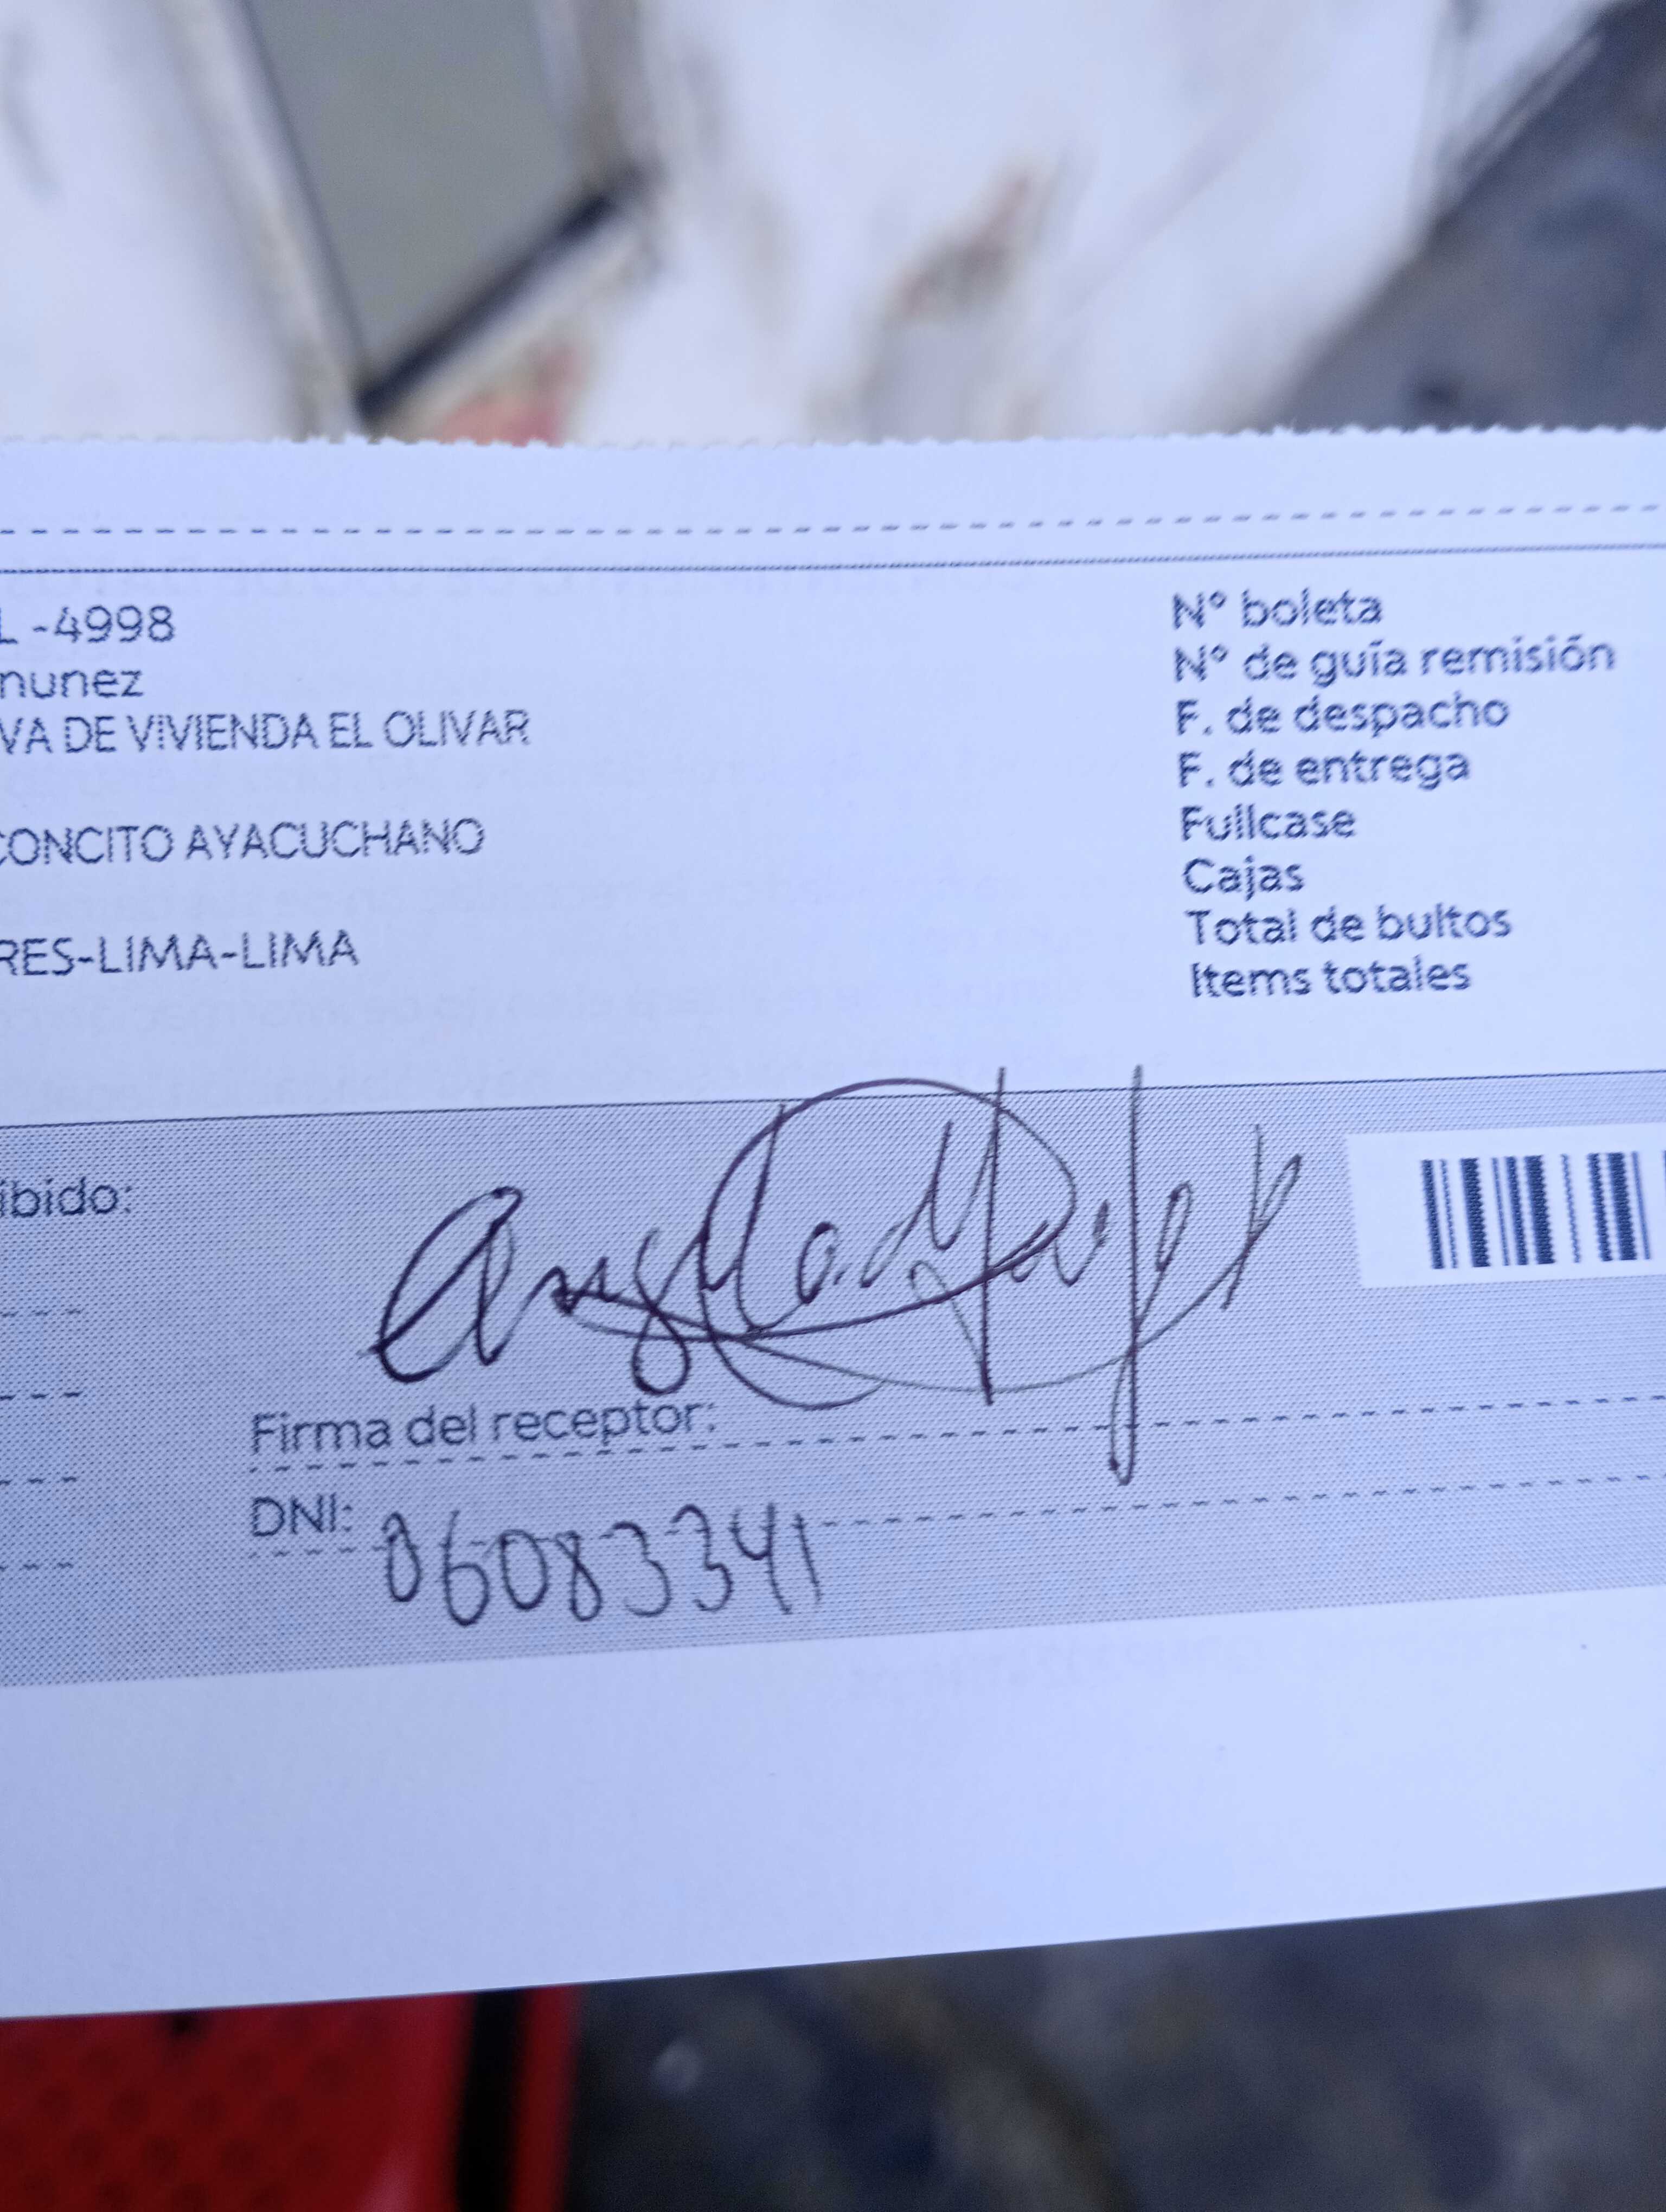 L -4998
nunez
VA DE VIVIENDA EL OLIVAR
CONCITO AYACUCHANO
RES-LIMA-LIMA
N° boleta
N° de guía remisión
F. de despacho
F. de entrega
Fullcase
Cajas
Total de bultos
Items totales
ibido:
Firma del receptor:
DNI: 06083341